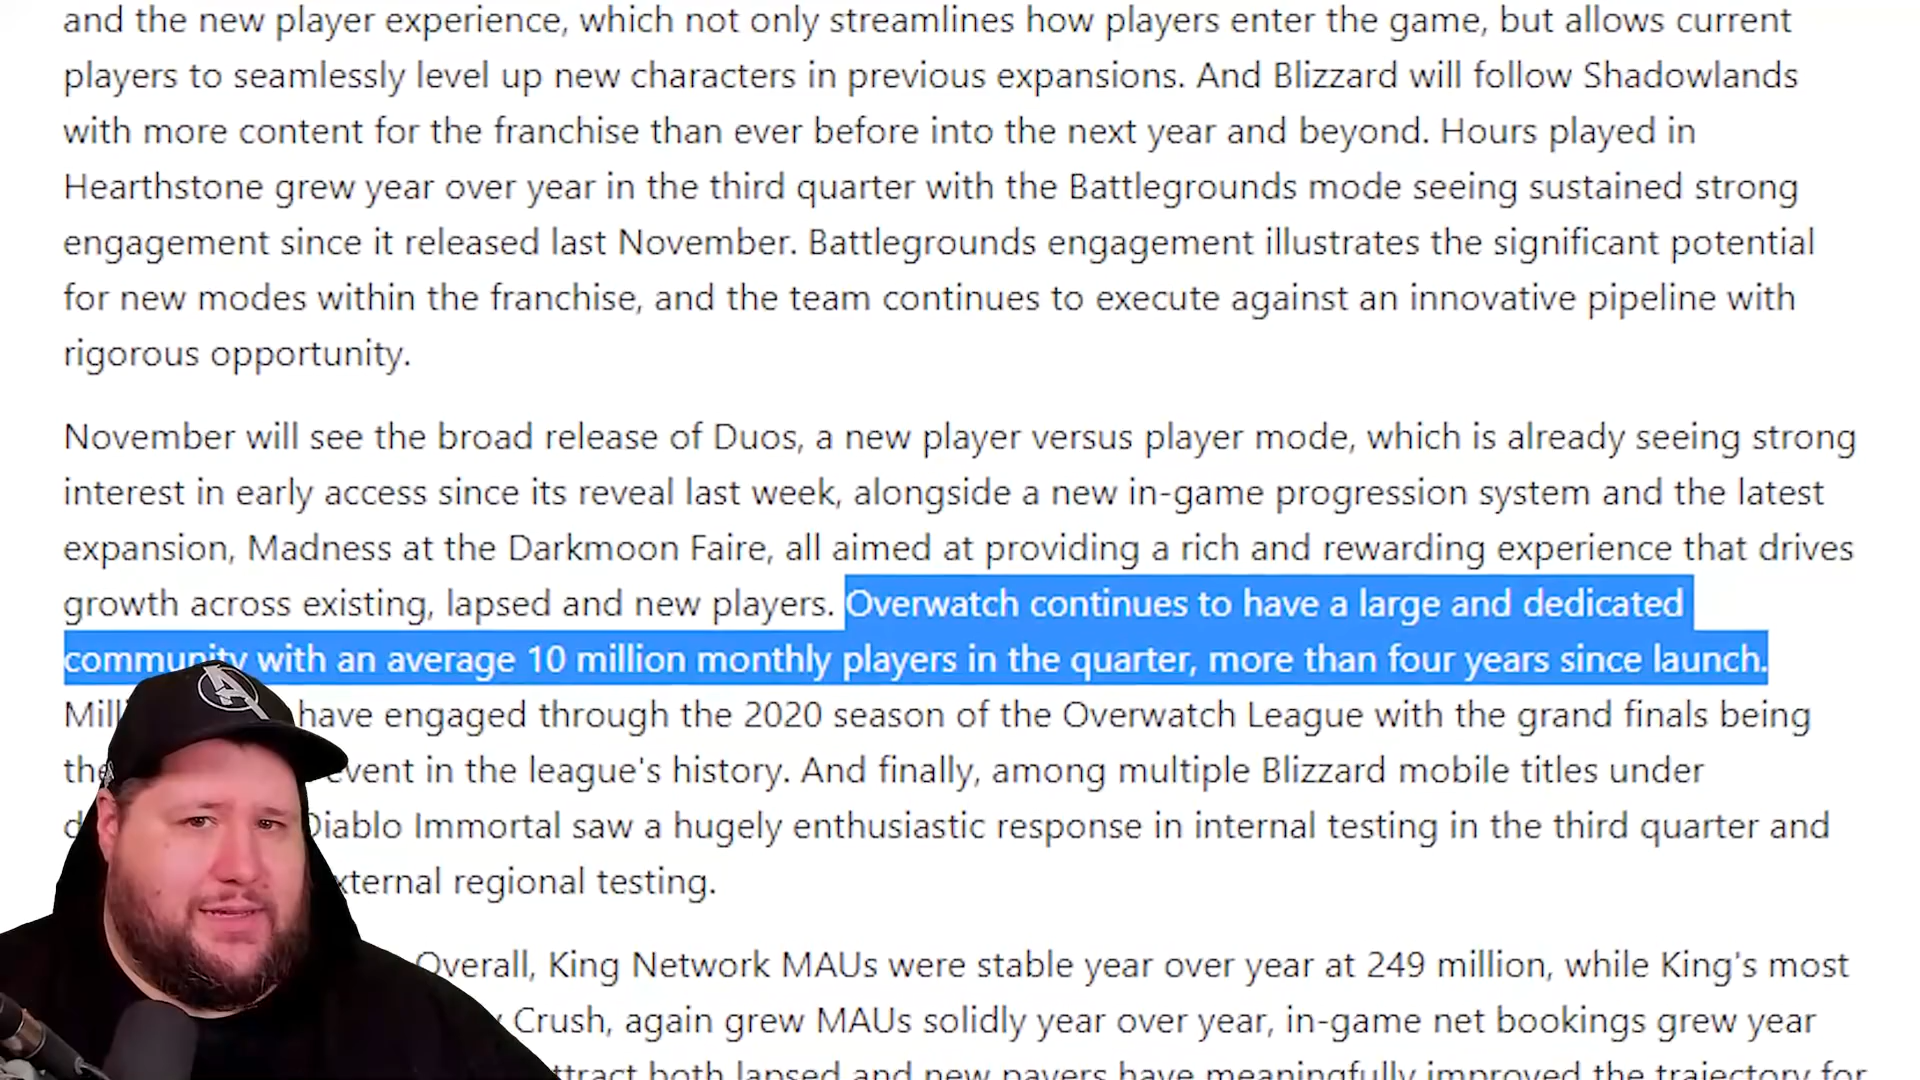 and the new player experience, which not only streamlines how players enter the game, but allows current
players to seamlessly level up new characters in previous expansions. And Blizzard will follow Shadowlands
with more content for the franchise than ever before into the next year and beyond. Hours played in
Hearthstone grew year over year in the third quarter with the Battlegrounds mode seeing sustained strong
engagement since it released last November. Battlegrounds engagement illustrates the significant potential
for new modes within the franchise, and the team continues to execute against an innovative pipeline with
rigorous opportunity.
November will see the broad release of Duos, a new player versus player mode, which is already seeing strong
interest in early access since its reveal last week, alongside a new in-game progression system and the latest
expansion, Madness at the Darkmoon Faire, all aimed at providing a rich and rewarding experience that drives
growth across existing, lapsed and new players. Overwatch continues to have a large and dedicated
community with an average 10 million monthly players in the quarter, more than four years since launch.
have engaged through the 2020 season of the Overwatch League with the grand finals being
event in the league's history. And finally, among multiple Blizzard mobile titles under
Diablo Immortal saw a hugely enthusiastic response in internal testing in the third quarter and
regional testing.
Overall, King Network MAUs were stable year over year at 249 million, while King's most
Crush, again grew MAUs solidly year over year, in-game net bookings grew year
both lapsed and new payers have meaningfully improved the trajectory for